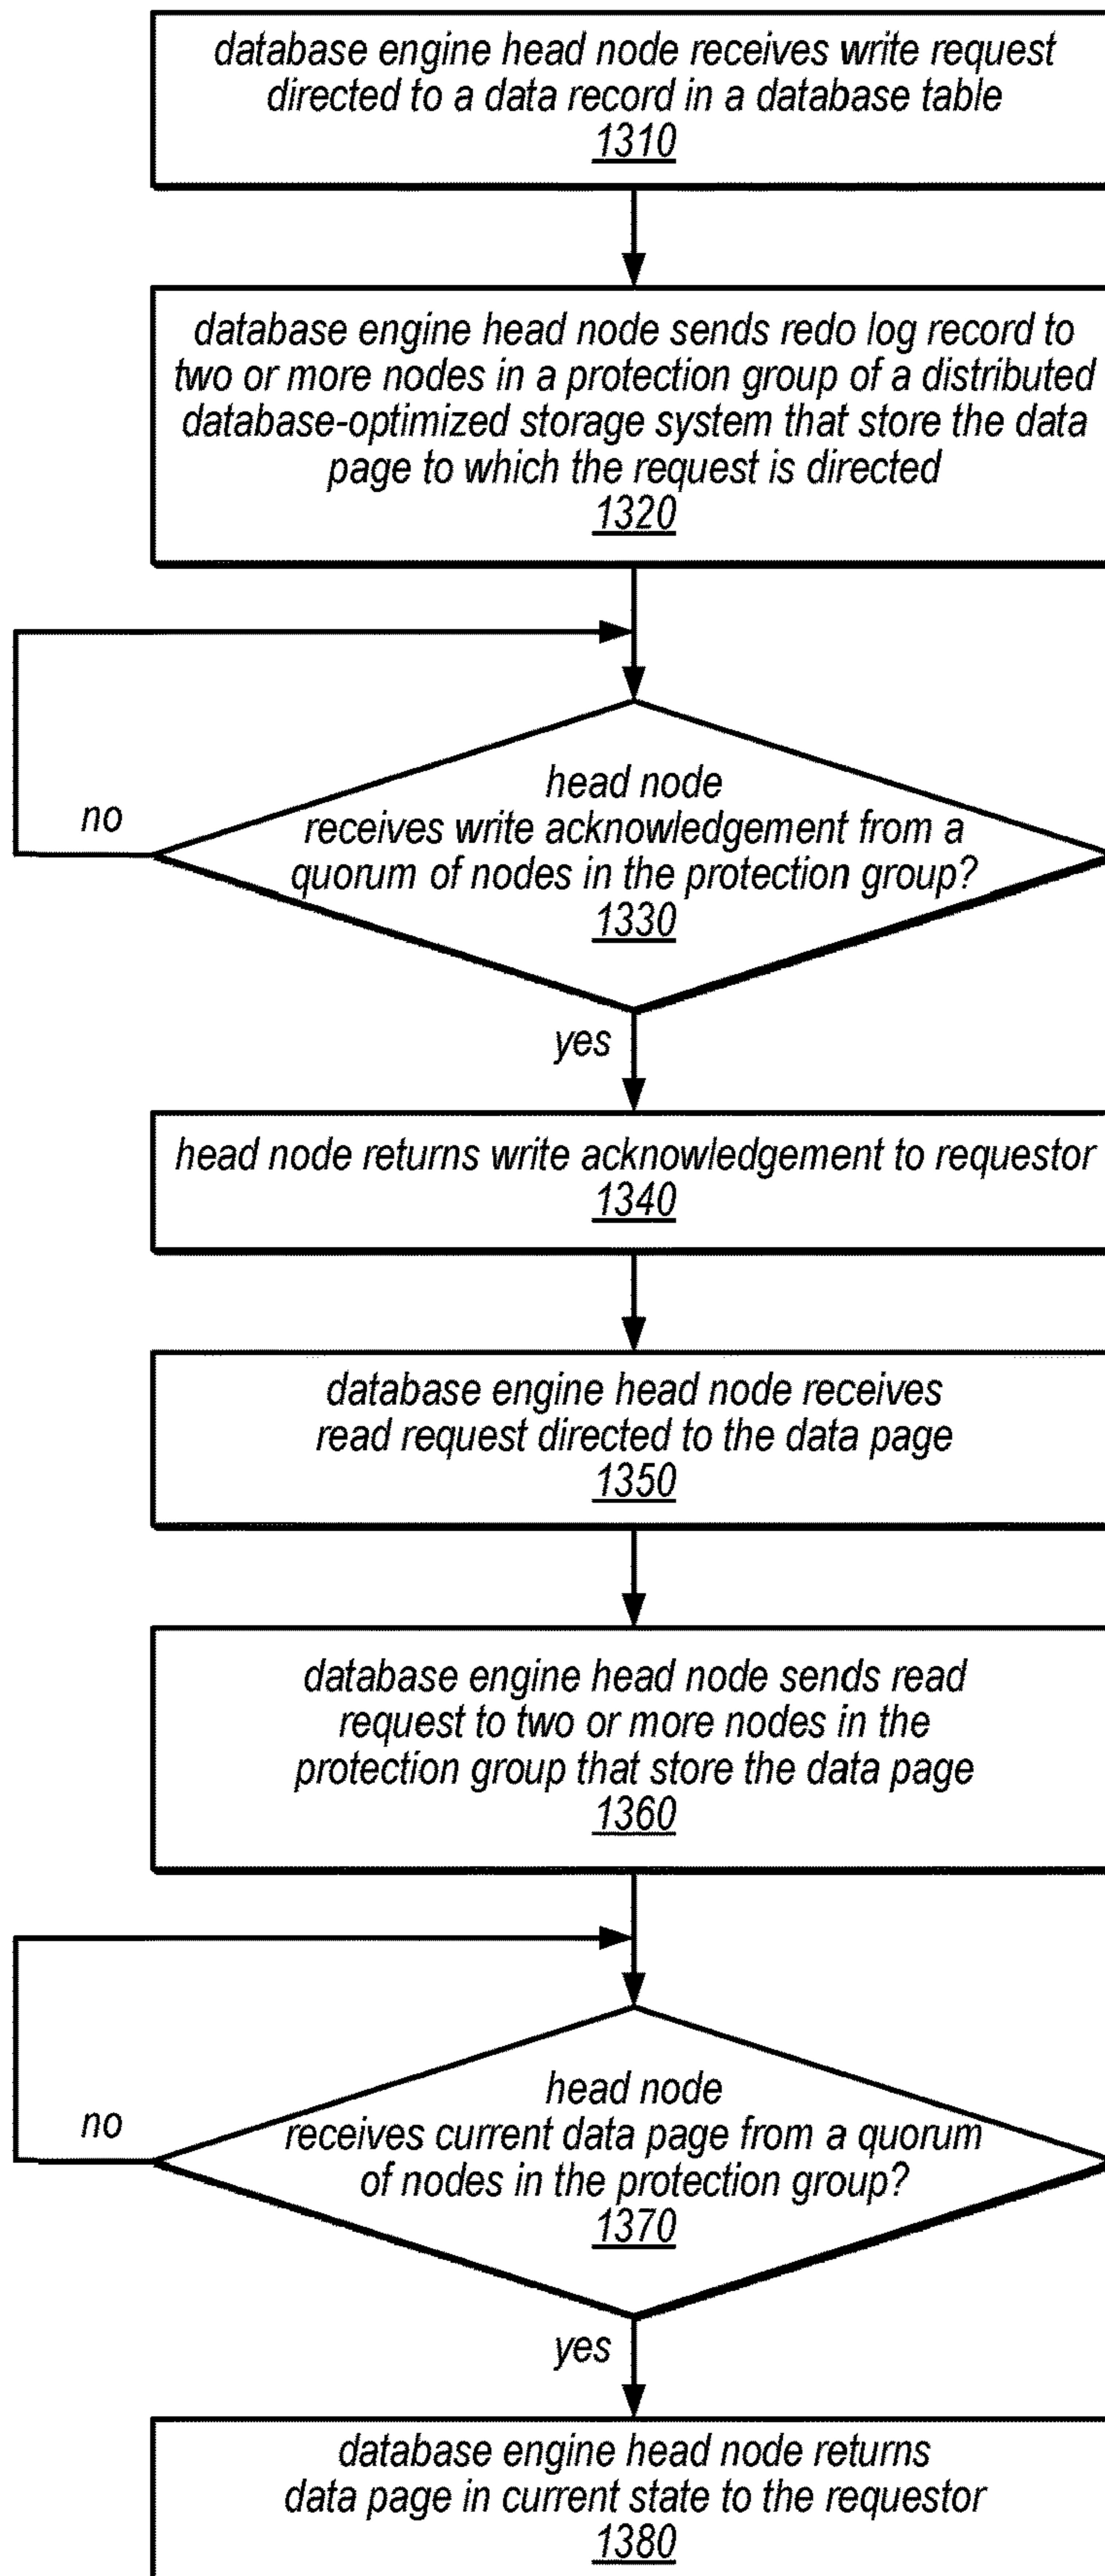 database engine head node receives write request
directed to a data record in a database table
1310
database engine head node sends redo log record to
two or more nodes in a protection group of a distributed
database-optimized storage system that store the data
page to which the request is directed
1320
head node
receives write acknowledgement from a
quorum of nodes in the protection group?
1330
no
yes
head node returns write acknowledgement to requestor
1340
database engine head node receives
read request directed to the data page
1350
database engine head node sends read
request to two or more nodes in the
protection group that store the data page
1360
head node
receives current data page from a quorum
of nodes in the protection group?
1370
no
yes
database engine head node returns
data page in current state to the requestor
1380